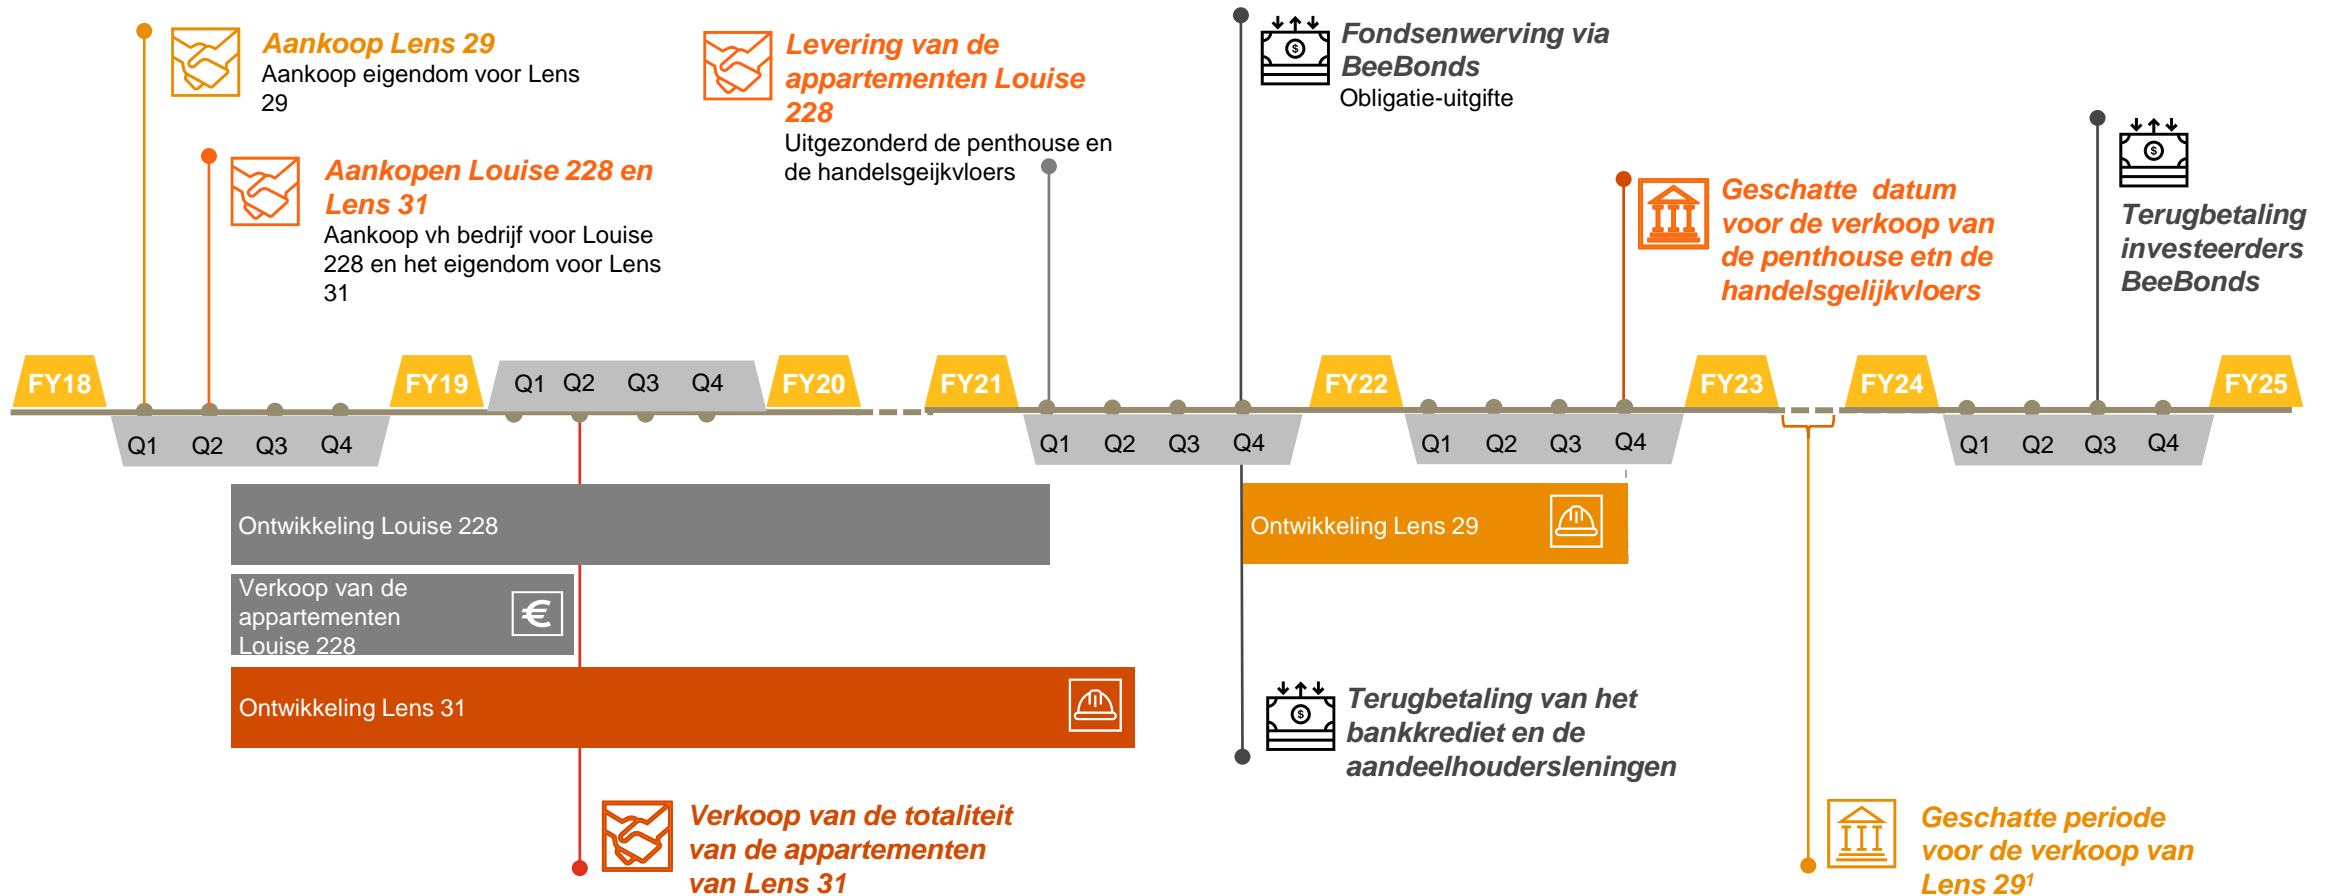 Aankoop Lens 29
Aankoop eigendom voor Lens
29
Aankopen Louise 228 en
Lens 31
Aankoop vh bedrijf voor Louise
228 en het eigendom voor Lens
31
Levering van de
appartementen Louise
228
Uitgezonderd de penthouse en
de handelsgeijkvloers
Fondsenwerving via
BeeBonds
Obligatie-uitgifte
Geschatte datum
voor de verkoop van
de penthouse etn de
handelsgelijkvloers
Terugbetaling
investeerders
BeeBonds
FY18
Q1 Q2 Q3 Q4
FY19
Q1 Q2 Q3 Q4
FY20
FY21
Q1 Q2 Q3 Q4
FY22
Q1 Q2 Q3 Q4
FY23
FY24
Q1 Q2 Q3 Q4
FY25
Ontwikkeling Louise 228
Ontwikkeling Lens 29
Verkoop van de
appartementen
Louise 228
€
Ontwikkeling Lens 31
Terugbetaling van het
bankkrediet en de
aandeelhoudersleningen
Verkoop van de totaliteit
van de appartementen
van Lens 31
Geschatte periode
voor de verkoop van
Lens 29¹